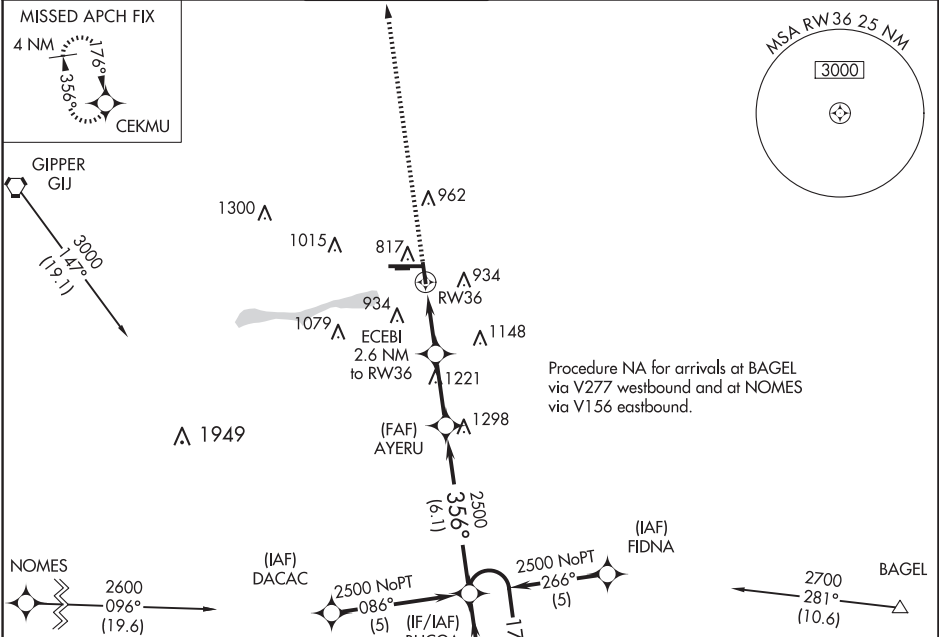 MISSED APCH FIX
4 NM
176°
356°
CEKMU
MSA RW36 25 NM
3000
GIPPER
GIJ
3000
147°
(19.1)
1300
962
1015
817
934
RW36
934
1079
1148
ECEBI
2.6 NM
to RW36
1221
Procedure NA for arrivals at BAGEL
via V277 westbound and at NOMES
via V156 eastbound.
1949
1298
(FAF)
AYERU
2500
356°
(6.1)
(IAF)
FIDNA
NOMES
2600
096°
(19.6)
(IAF)
DACAC
2500 NoPT
086°
(5)
2500 NoPT
266°
(5)
BAGEL
2700
281°
(10.6)
(IF/IAF)
17